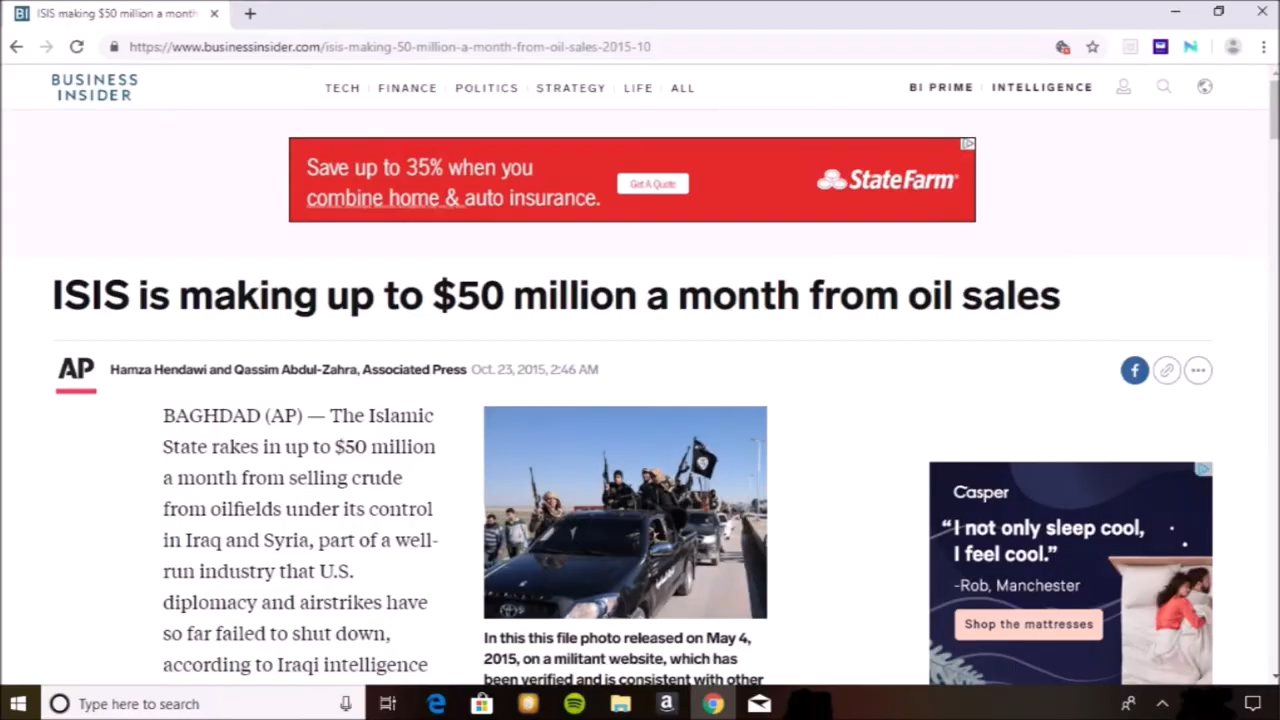 BI ISIS making $50 million a month
https://www.businessinsider.com/isis-making-50-million-a-month-from-oil-sales-2015-10
BUSINESS
INSIDER
TECH FINANCE POLITICS STRATEGY LIFE ALL
BI PRIME INTELLIGENCE
Save up to 35% when you
combine home & auto insurance.
Get A Quote
StateFarm
ISIS is making up to $50 million a month from oil sales
AP Hamza Hendawi and Qassim Abdul-Zahra, Associated Press Oct. 23, 2015, 2:46 AM
BAGHDAD (AP) — The Islamic
State rakes in up to $50 million
a month from selling crude
from oilfields under its control
in Iraq and Syria, part of a well-
run industry that U.S.
diplomacy and airstrikes have
so far failed to shut down,
according to Iraqi intelligence
In this this file photo released on May 4,
2015, on a militant website, which has
been verified and is consistent with other
Casper
“I not only sleep cool,
I feel cool.”
-Rob, Manchester
Shop the mattresses
Type here to search